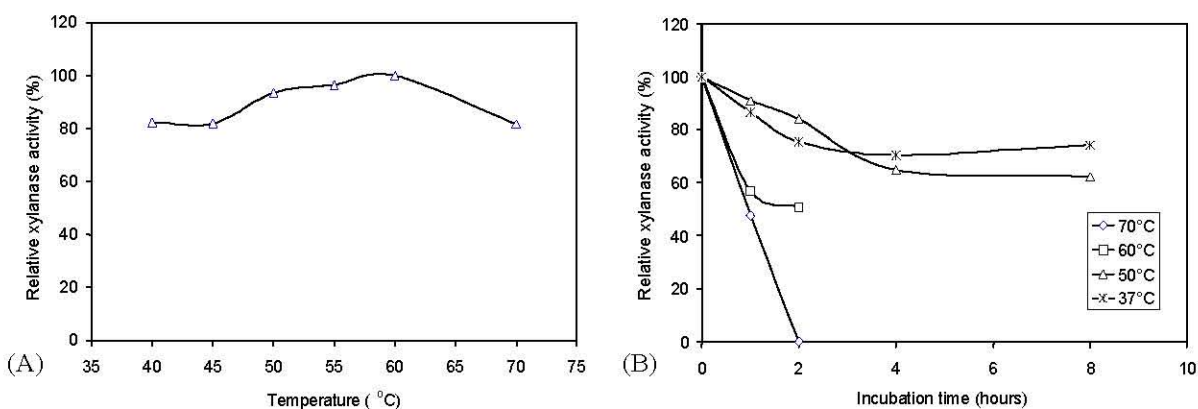 120
100
80
60
40
20
0
Relative xylanase activity (%)
35 40 45 50 55 60 65 70 75
Temperature ( °C)
(A)
120
100
80
60
40
20
0
Relative xylanase activity (%)
0 2 4 6 8 10
Incubation time (hours)
70°C
60°C
50°C
37°C
(B)